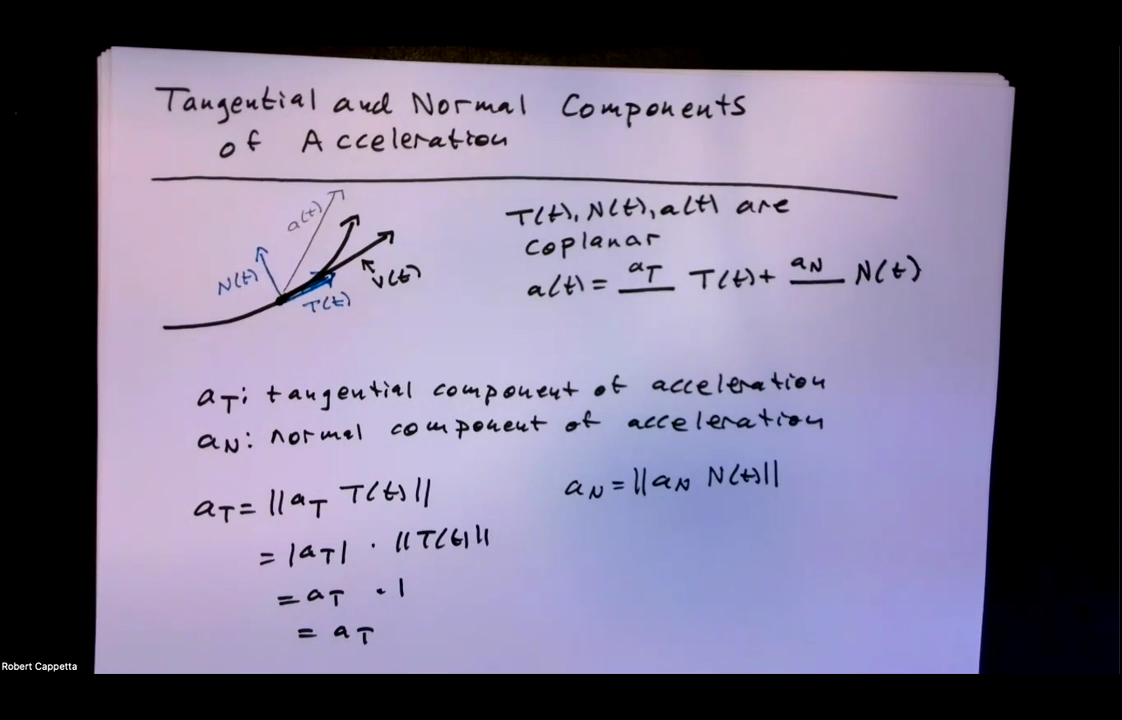 Tangential and Normal Components
of Acceleration
a(t)
N(t)
T(t)
v(t)
T(t), N(t), a(t) are
coplanar
a(t) = aT T(t) + aN N(t)
aT: tangential component of acceleration
aN: normal component of acceleration
aT = ||aT T(t)||
= |aT| · ||T(t)||
= aT · 1
= aT
aN = ||aN N(t)||
Robert Cappetta